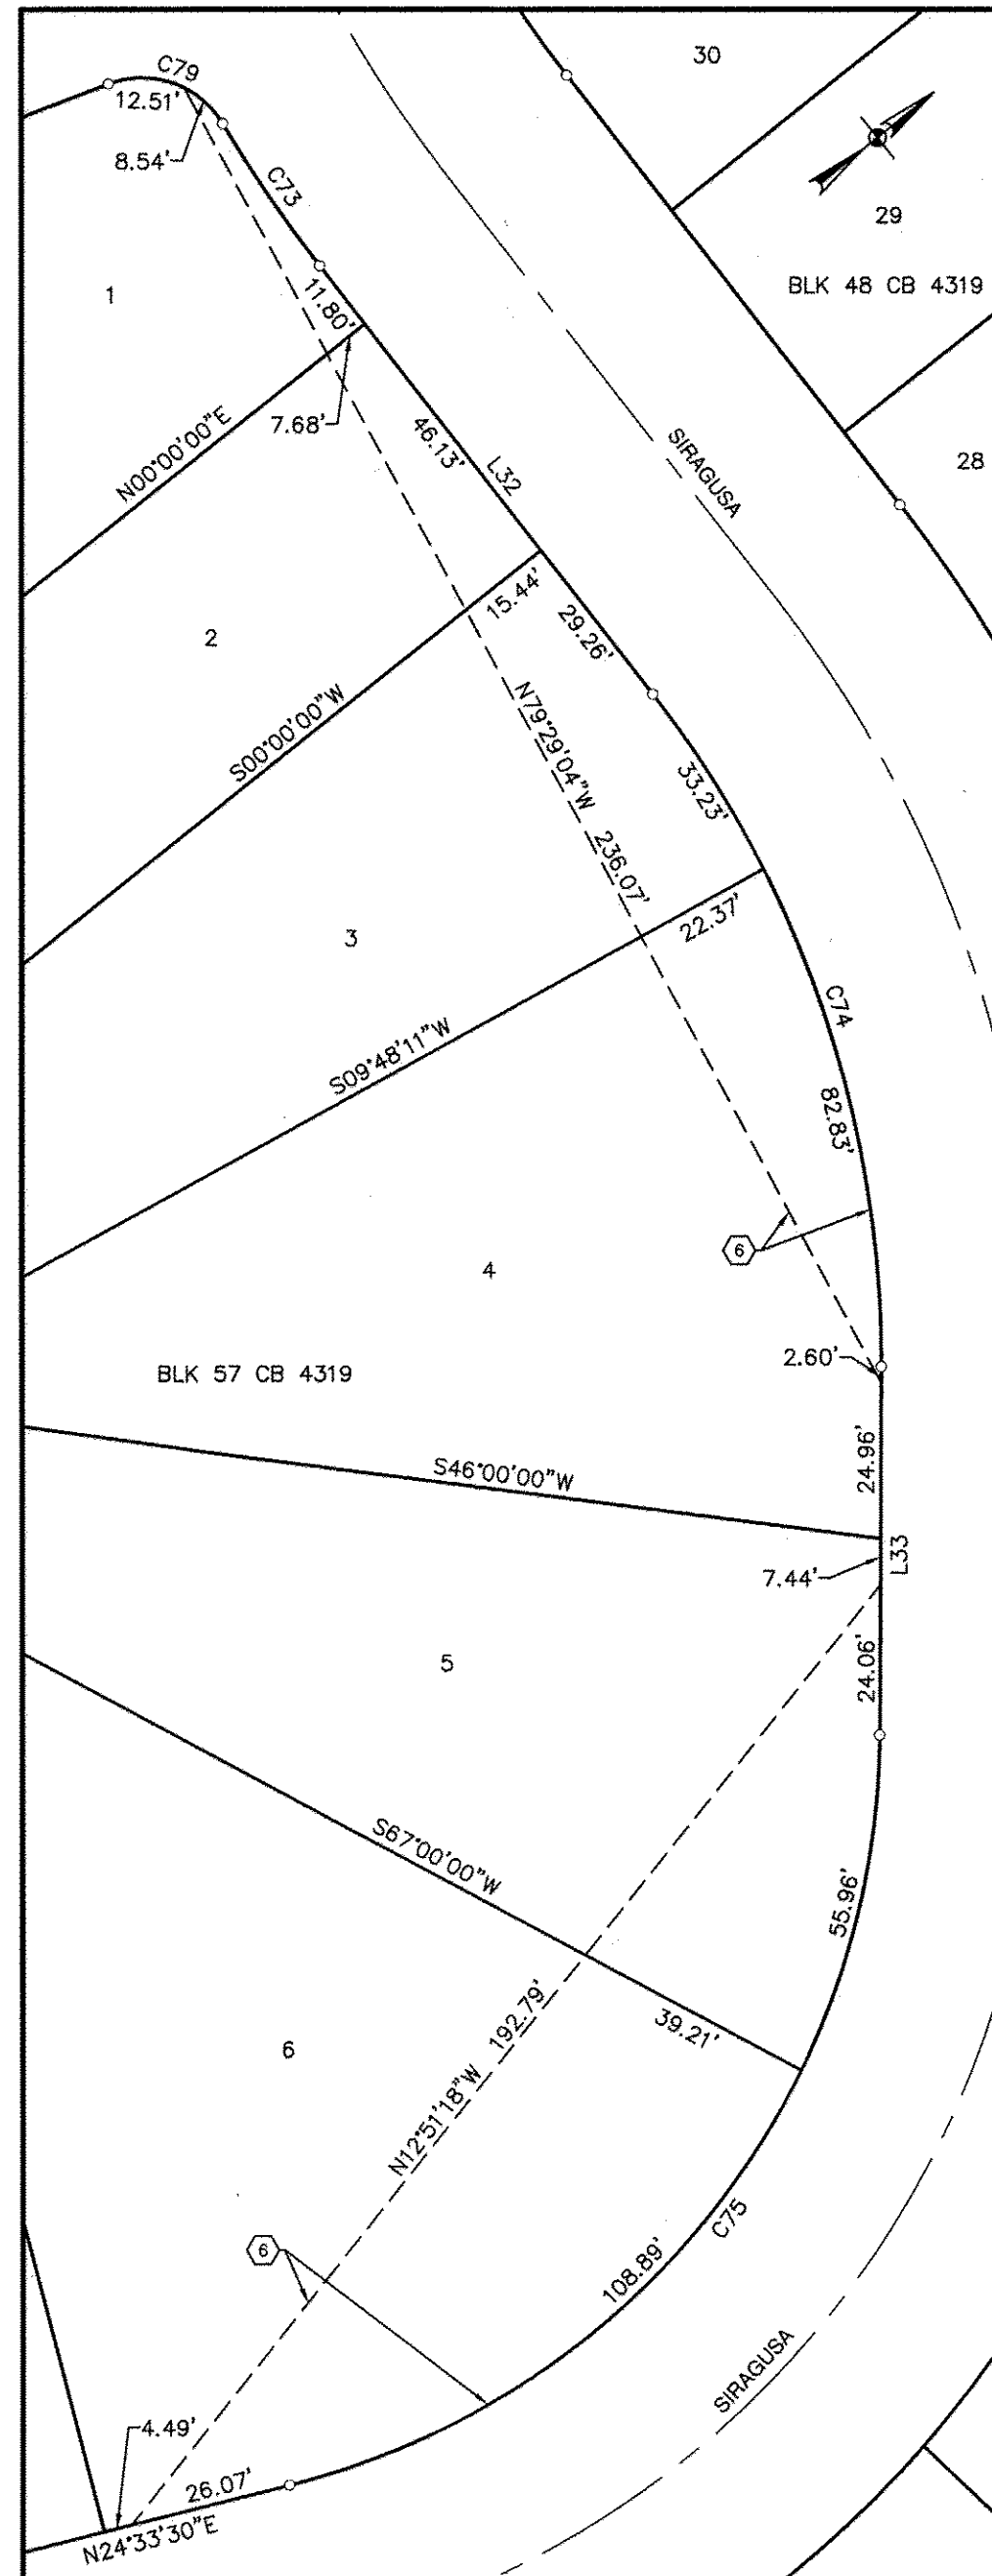 30
C79
12.51'
8.54'
C73
29
BLK 48 CB 4319
1
11.80'
7.68'
N00°00'00"E
46.13'
L32
SIRAGUSA
28
15.44'
29.26'
2
S00°00'00"W
N79°29'04"W 236.07'
33.23'
22.37'
3
C74
S09°48'11"W
82.83'
6
4
2.60'
BLK 57 CB 4319
24.96'
S46°00'00"W
L33
7.44'
5
24.06'
S67°00'00"W
55.96'
39.21'
6
N12°51'18"W 192.79'
C75
6
108.89'
SIRAGUSA
4.49'
26.07'
N24°33'30"E